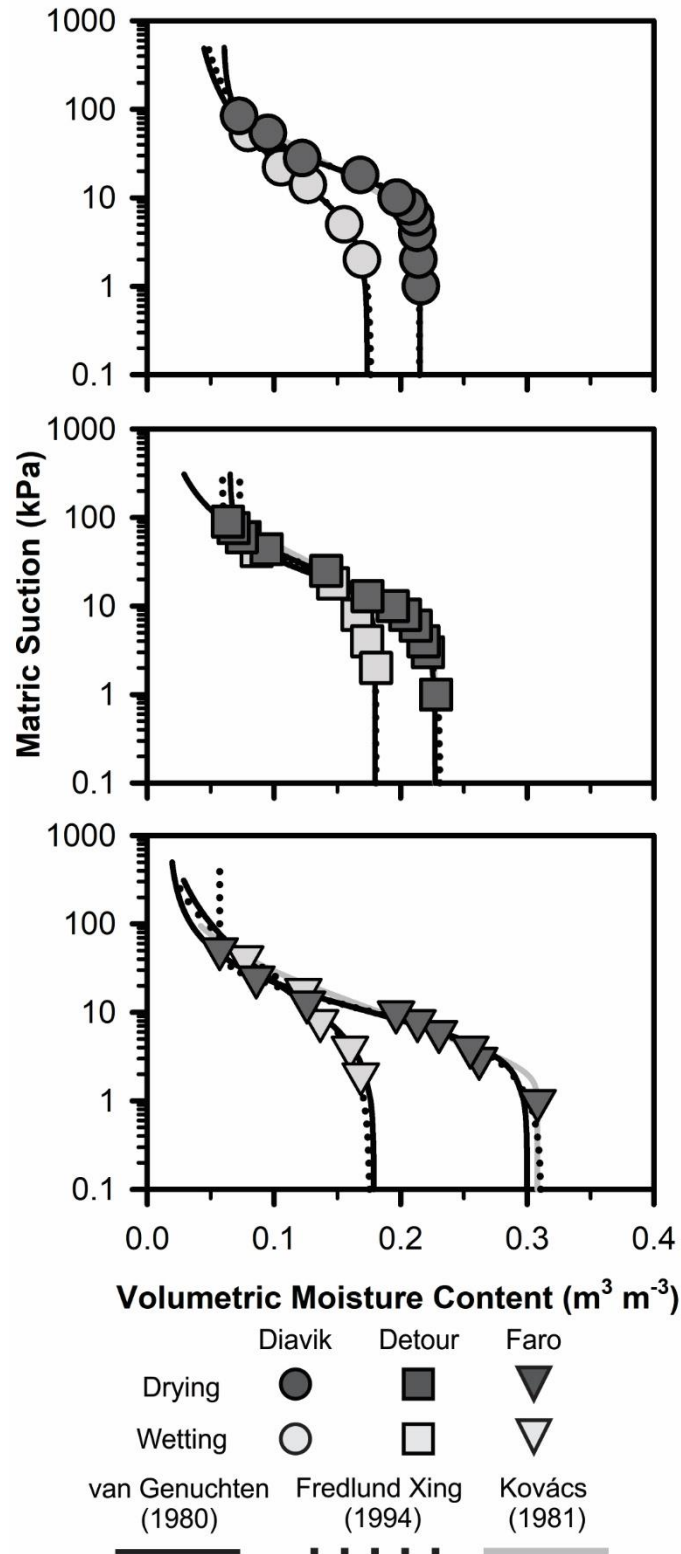 1000
100
10
1
0.1
1000
100
10
1
0.1
Matric Suction (kPa)
1000
100
10
1
0.1
0.0 0.1 0.2 0.3 0.4
Volumetric Moisture Content (m³ m⁻³)
Diavik Detour Faro
Drying
Wetting
van Genuchten Fredlund Xing Kovács
(1980) (1994) (1981)